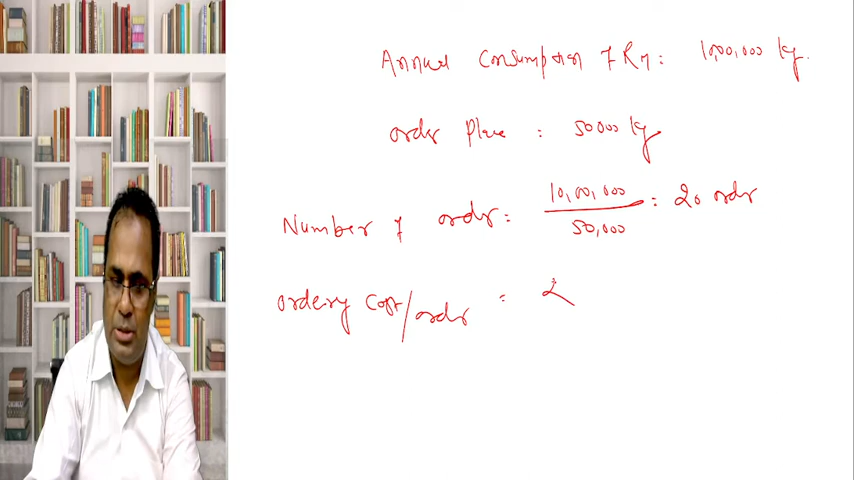 Annual Consumption of RM : 10,00,000 kg.
order place : 50000 kg
Number of order = 10,00,000 / 50,000 = 20 order
ordering Cost/order =